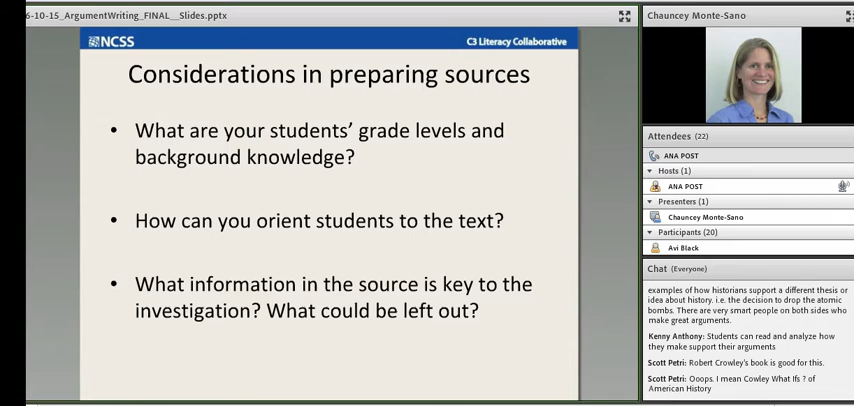 6-10-15_ArgumentWriting_FINAL__Slides.pptx
NCSS
C3 Literacy Collaborative
Considerations in preparing sources
• What are your students’ grade levels and
background knowledge?
• How can you orient students to the text?
• What information in the source is key to the
investigation? What could be left out?
Chauncey Monte-Sano
Attendees (22)
ANA POST
Hosts (1)
ANA POST
Presenters (1)
Chauncey Monte-Sano
Participants (20)
Avi Black
Chat (Everyone)
examples of how historians support a different thesis or
idea about history. i.e. the decision to drop the atomic
bombs. There are very smart people on both sides who
make great arguments.
Kenny Anthony: Students can read and analyze how
they make support their arguments
Scott Petri: Robert Crowley's book is good for this.
Scott Petri: Ooops. I mean Cowley What Ifs ? of
American History